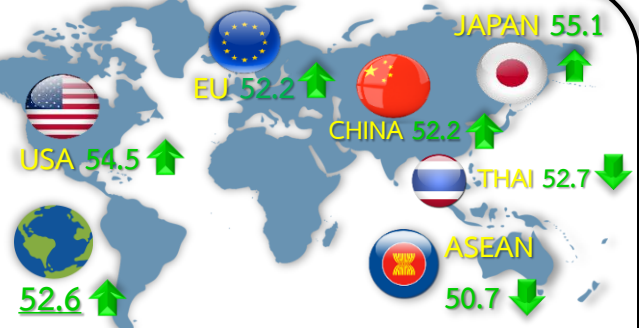 JAPAN 55.1
EU 52.2
CHINA 52.2
USA 54.5
THAI 52.7
ASEAN
50.7
52.6